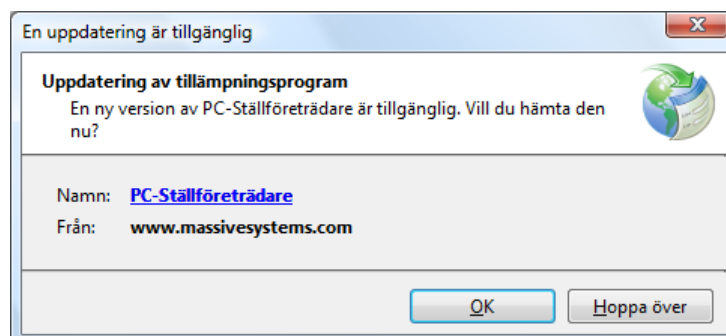 En uppdatering är tillgänglig
Uppdatering av tillämpningsprogram
En ny version av PC-Ställföreträdare är tillgänglig. Vill du hämta den
nu?
Namn: PC-Ställföreträdare
Från: www.massivesystems.com
OK Hoppa över